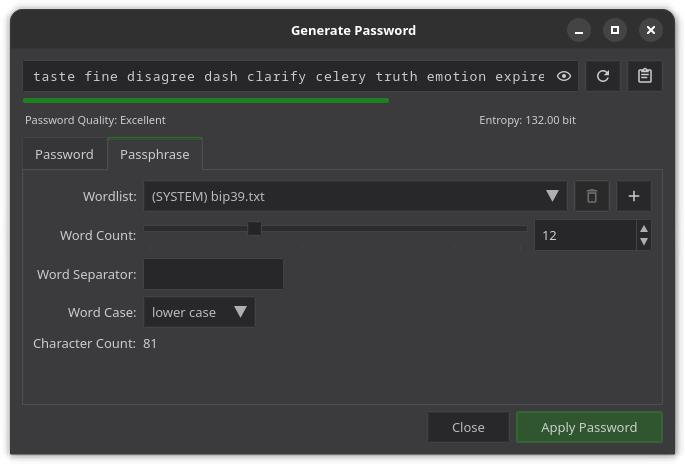 Generate Password
taste fine disagree dash clarify celery truth emotion expire
Password Quality: Excellent Entropy: 132.00 bit
Password Passphrase
Wordlist: (SYSTEM) bip39.txt
Word Count: 12
Word Separator:
Word Case: lower case
Character Count: 81
Close Apply Password